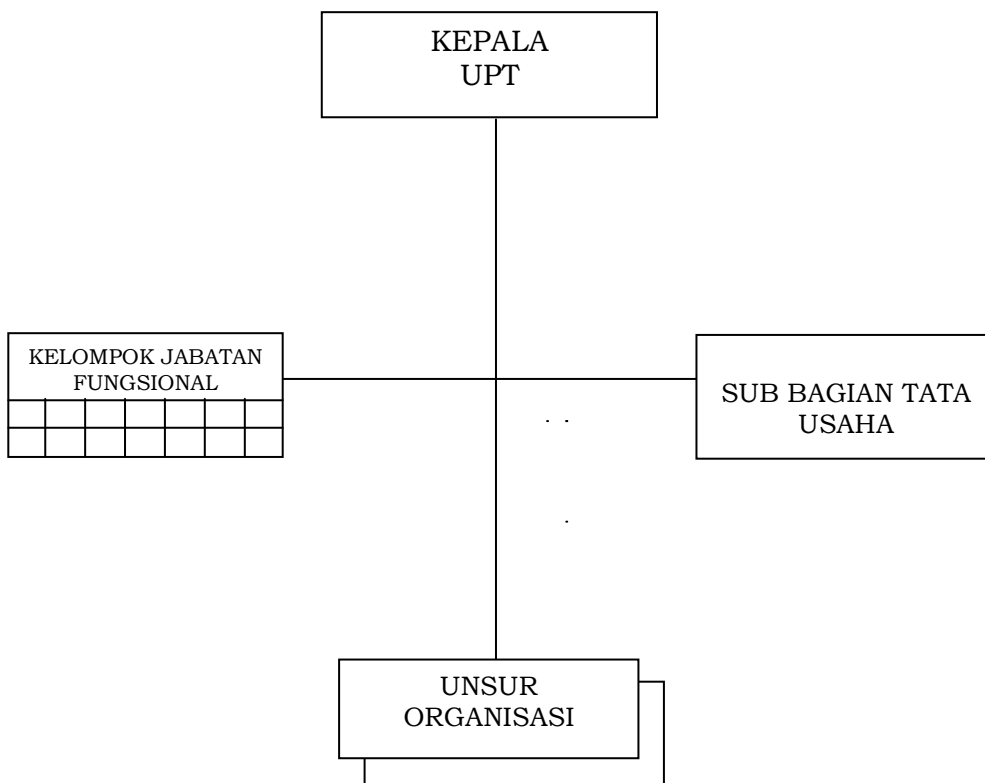 KEPALA
UPT
KELOMPOK JABATAN
FUNGSIONAL
SUB BAGIAN TATA
USAHA
UNSUR
ORGANISASI